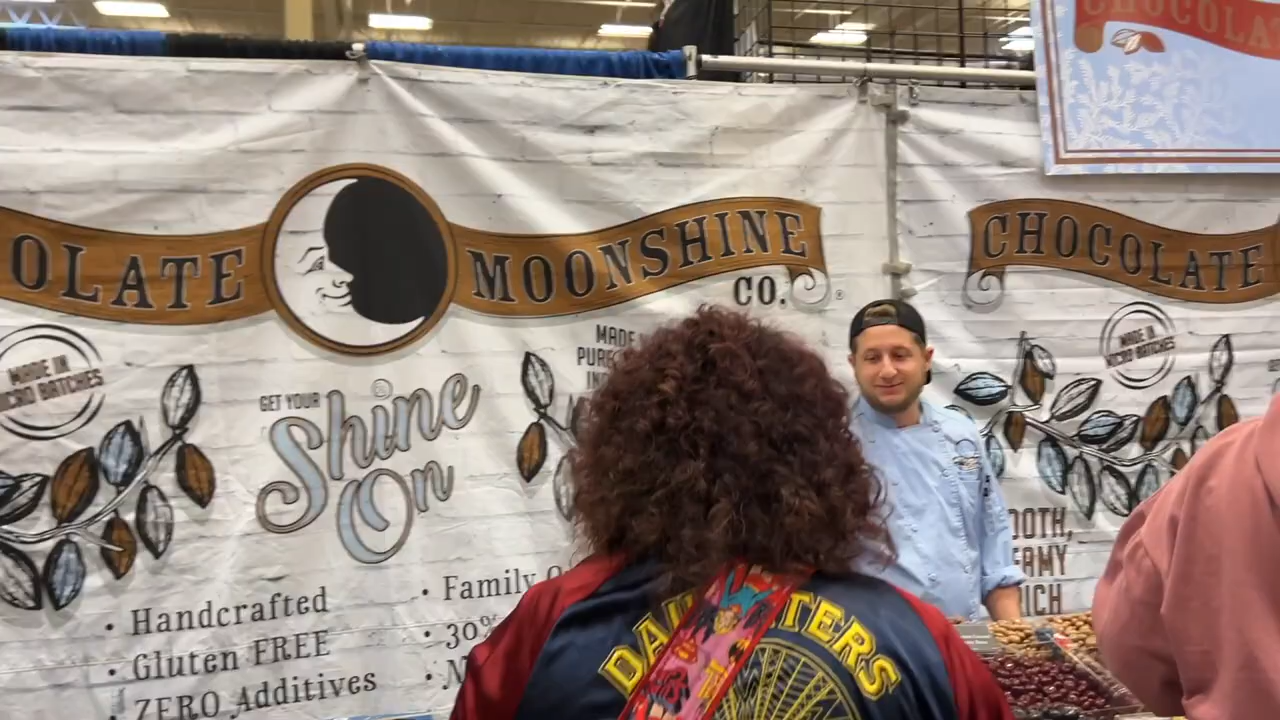 CHOCOLA
OLATE MOONSHINE
CO.
®
CHOCOLATE
MADE IN
MICRO BATCHES
GET YOUR
Shine
On
MADE
MADE IN
MICRO BATCHES
• Handcrafted
• Gluten FREE
• ZERO Additives
• Family O
• 30%
• N
OOTH,
EAMY
RICH
DAUGHTERS